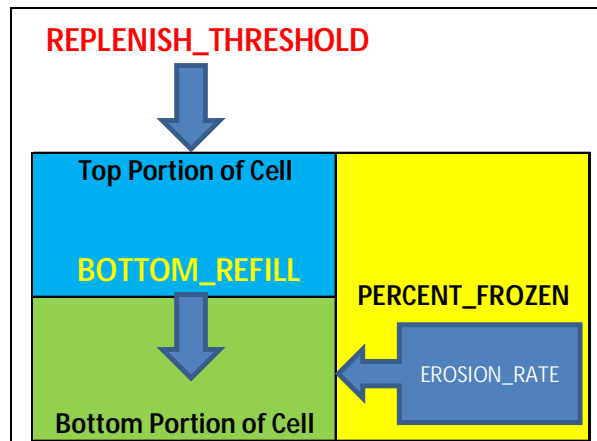 REPLENISH_THRESHOLD
Top Portion of Cell
BOTTOM_REFILL
PERCENT_FROZEN
EROSION_RATE
Bottom Portion of Cell